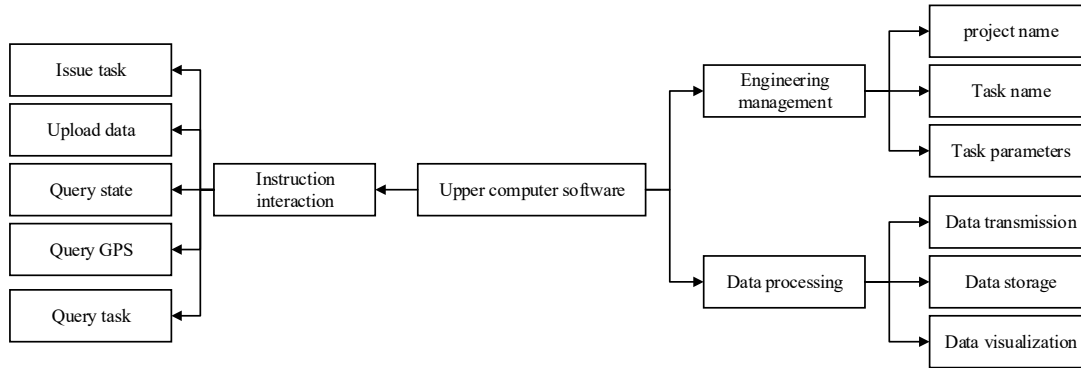 Issue task
Upload data
Query state
Query GPS
Query task
Instruction
interaction
Upper computer software
Engineering
management
Data processing
project name
Task name
Task parameters
Data transmission
Data storage
Data visualization